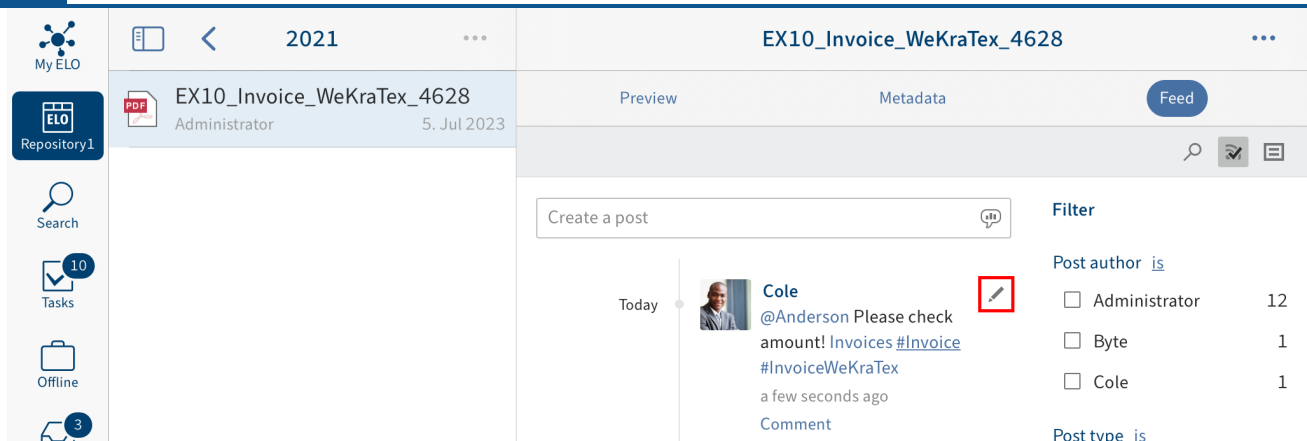 My ELO
ELO
Repository1
Search
10
Tasks
Offline
3
2021
PDF
EX10_Invoice_WeKraTex_4628
Administrator 5. Jul 2023
EX10_Invoice_WeKraTex_4628
Preview Metadata Feed
Create a post
Today
Cole
@Anderson Please check
amount! Invoices #Invoice
#InvoiceWeKraTex
a few seconds ago
Comment
Filter
Post author is
Administrator 12
Byte 1
Cole 1
Post type is